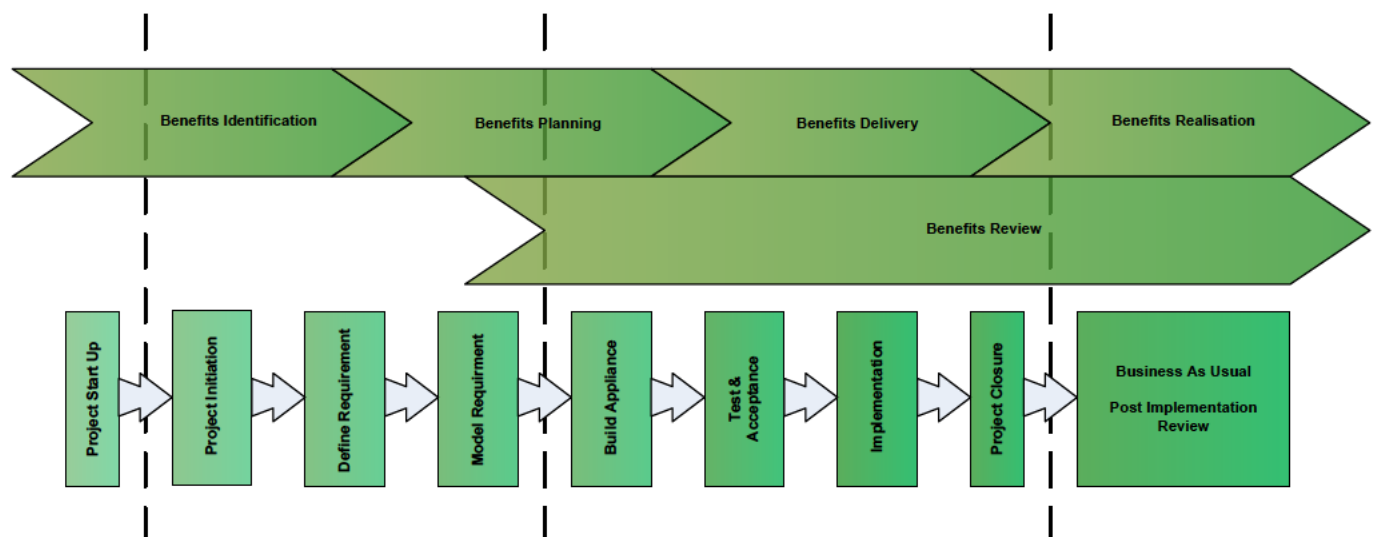 Benefits Identification
Benefits Planning
Benefits Delivery
Benefits Realisation
Benefits Review
Project Start Up
Project Initiation
Define Requirement
Model Requirment
Build Appliance
Test &
Acceptance
Implementation
Project Closure
Business As Usual
Post Implementation
Review